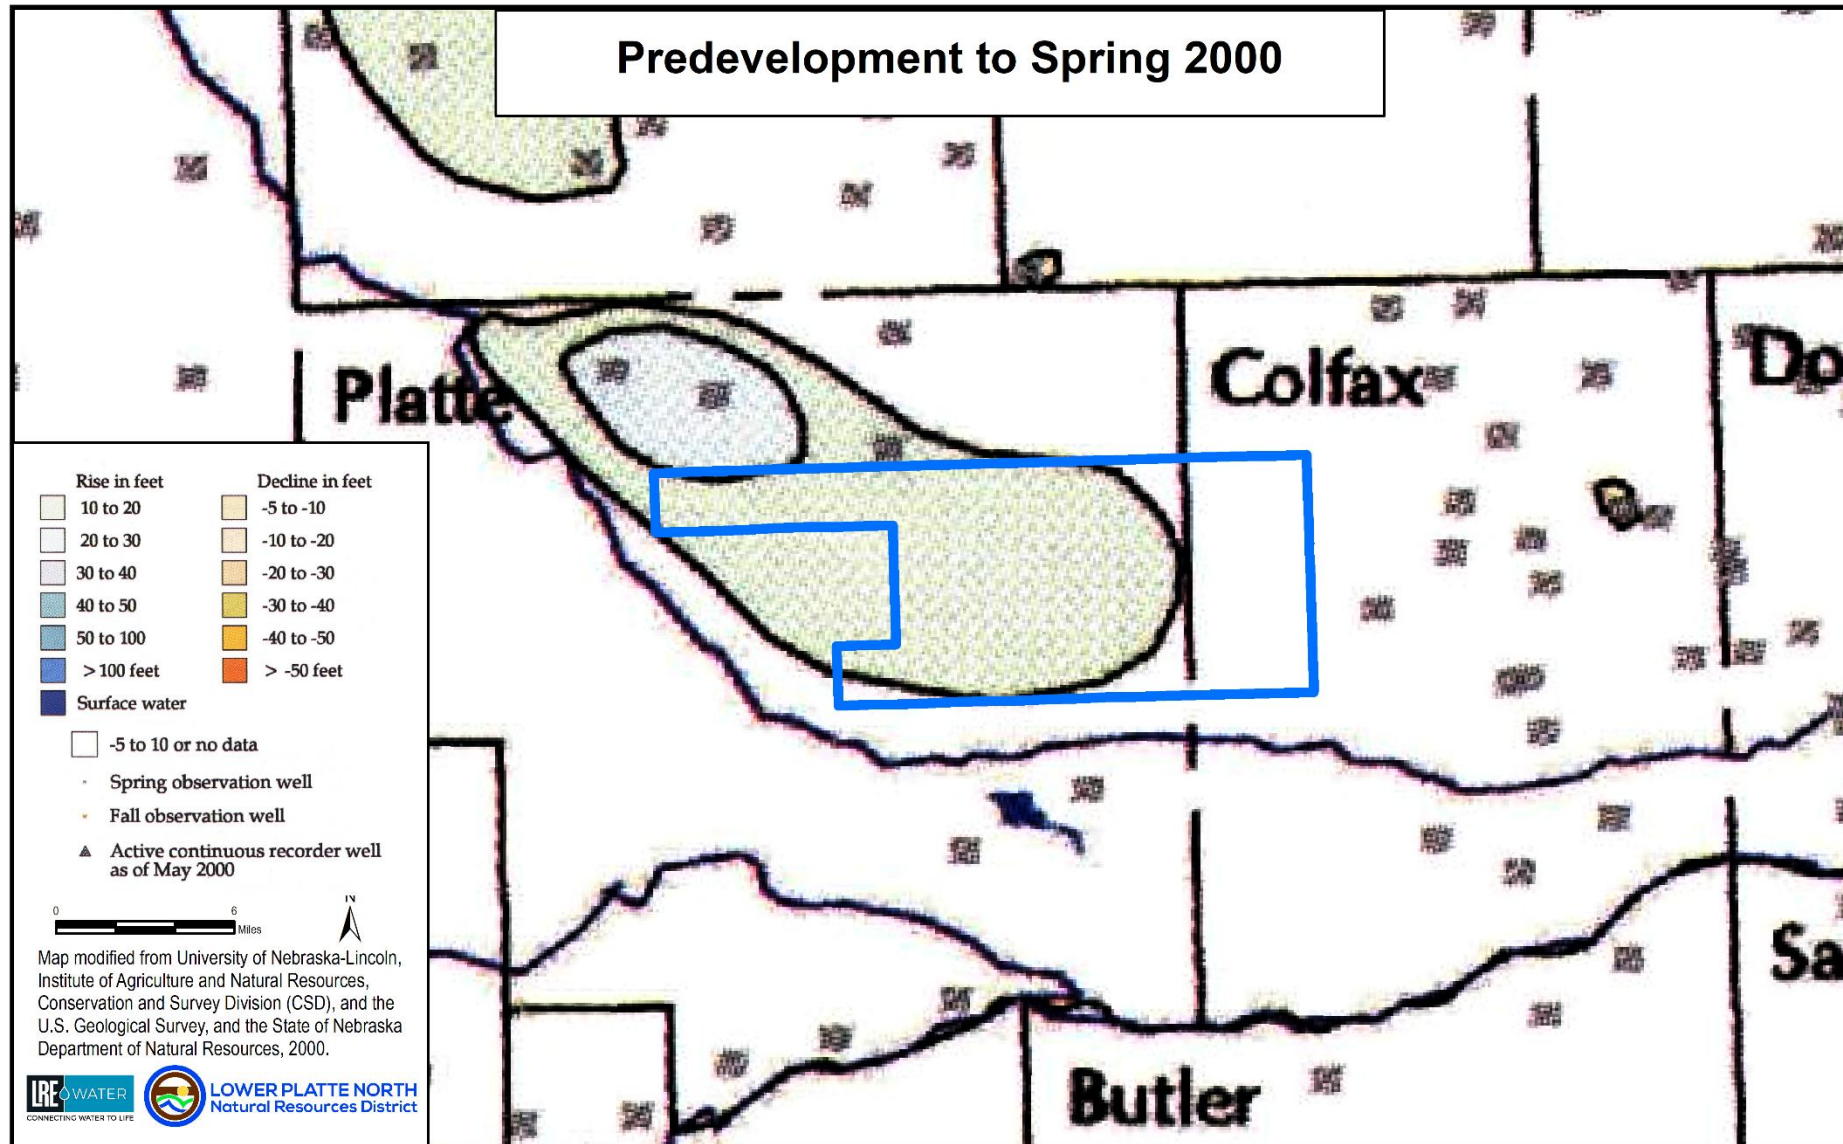 Predevelopment to Spring 2000
Platte
Colfax
Do
Rise in feet
10 to 20
20 to 30
30 to 40
40 to 50
50 to 100
> 100 feet
Surface water
Decline in feet
-5 to -10
-10 to -20
-20 to -30
-30 to -40
-40 to -50
> -50 feet
-5 to 10 or no data
Spring observation well
Fall observation well
Active continuous recorder well
as of May 2000
0 6
Miles
N
Map modified from University of Nebraska-Lincoln,
Institute of Agriculture and Natural Resources,
Conservation and Survey Division (CSD), and the
U.S. Geological Survey, and the State of Nebraska
Department of Natural Resources, 2000.
LRE WATER
CONNECTING WATER TO LIFE
LOWER PLATTE NORTH
Natural Resources District
Sa
Butler